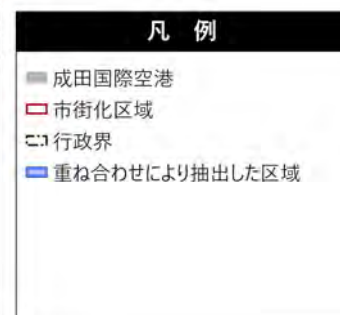 凡 例
成田国際空港
市街化区域
行政界
重ね合わせにより抽出した区域